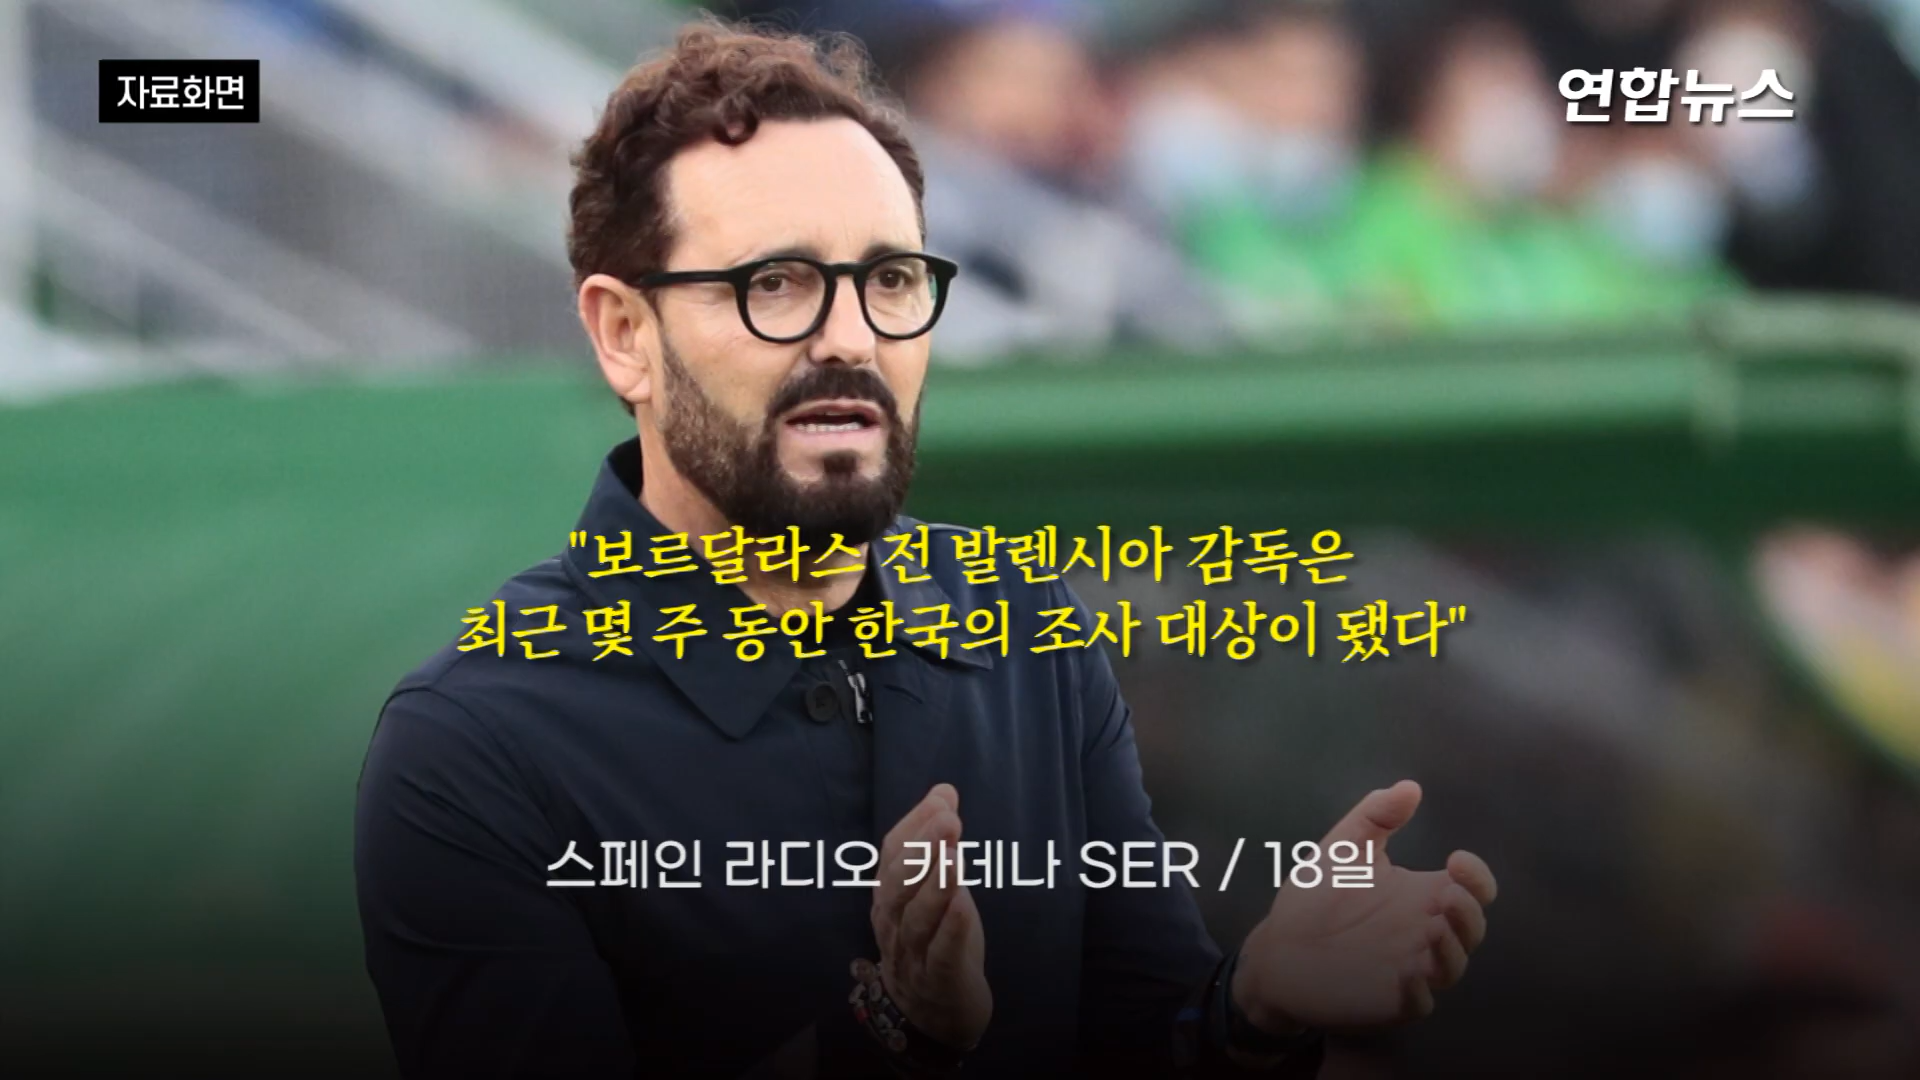 자료화면
연합뉴스
"보르달라스 전 발렌시아 감독은
최근 몇 주 동안 한국의 조사 대상이 됐다"
스페인 라디오 카데나 SER / 18일